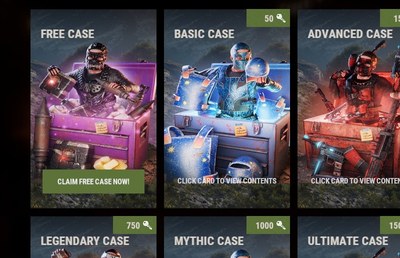 50
FREE CASE
BASIC CASE
ADVANCED CASE
CLAIM FREE CASE NOW!
CLICK CARD TO VIEW CONTENTS
CLICK CARD TO VIEW
750
1000
LEGENDARY CASE
MYTHIC CASE
ULTIMATE CASE